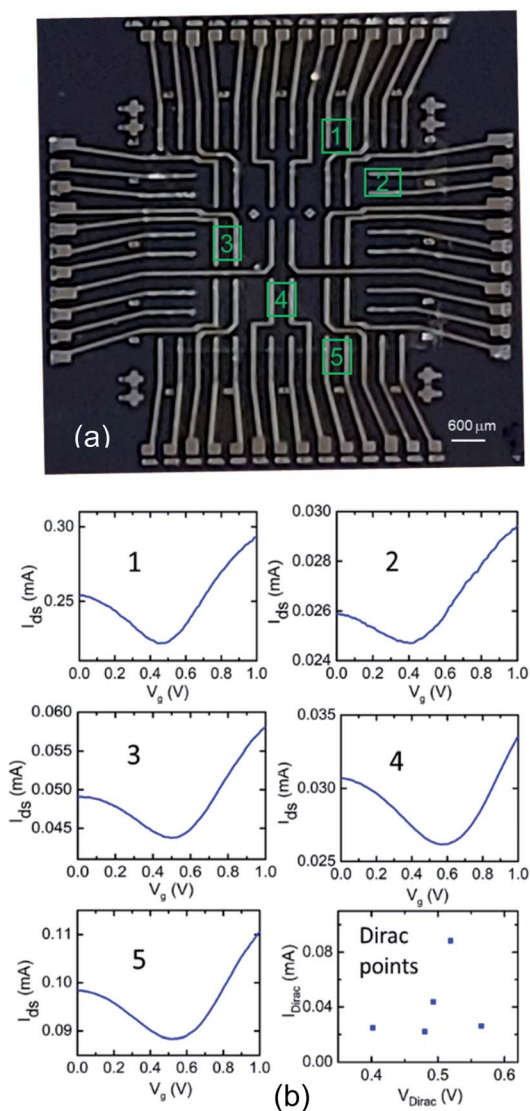 1
2
3
4
5
(a)
600 μm
1
I_ds (mA)
0.30
0.25
0.0 0.2 0.4 0.6 0.8 1.0
V_g (V)
2
I_ds (mA)
0.030
0.028
0.026
0.024
0.0 0.2 0.4 0.6 0.8 1.0
V_g (V)
3
I_ds (mA)
0.060
0.055
0.050
0.045
0.0 0.2 0.4 0.6 0.8 1.0
V_g (V)
4
I_ds (mA)
0.035
0.030
0.025
0.0 0.2 0.4 0.6 0.8 1.0
V_g (V)
5
I_ds (mA)
0.11
0.10
0.09
0.0 0.2 0.4 0.6 0.8 1.0
V_g (V)
Dirac
points
I_Dirac (mA)
0.08
0.04
0.00
0.4 0.5 0.6
V_Dirac (V)
(b)